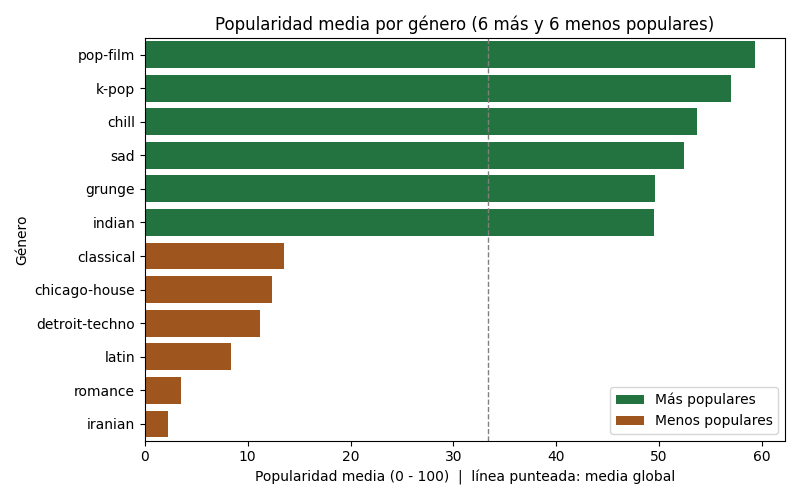 Popularidad media por género (6 más y 6 menos populares)
Género
pop-film
k-pop
chill
sad
grunge
indian
classical
chicago-house
detroit-techno
latin
romance
iranian
Más populares
Menos populares
0 10 20 30 40 50 60
Popularidad media (0 - 100) | línea punteada: media global